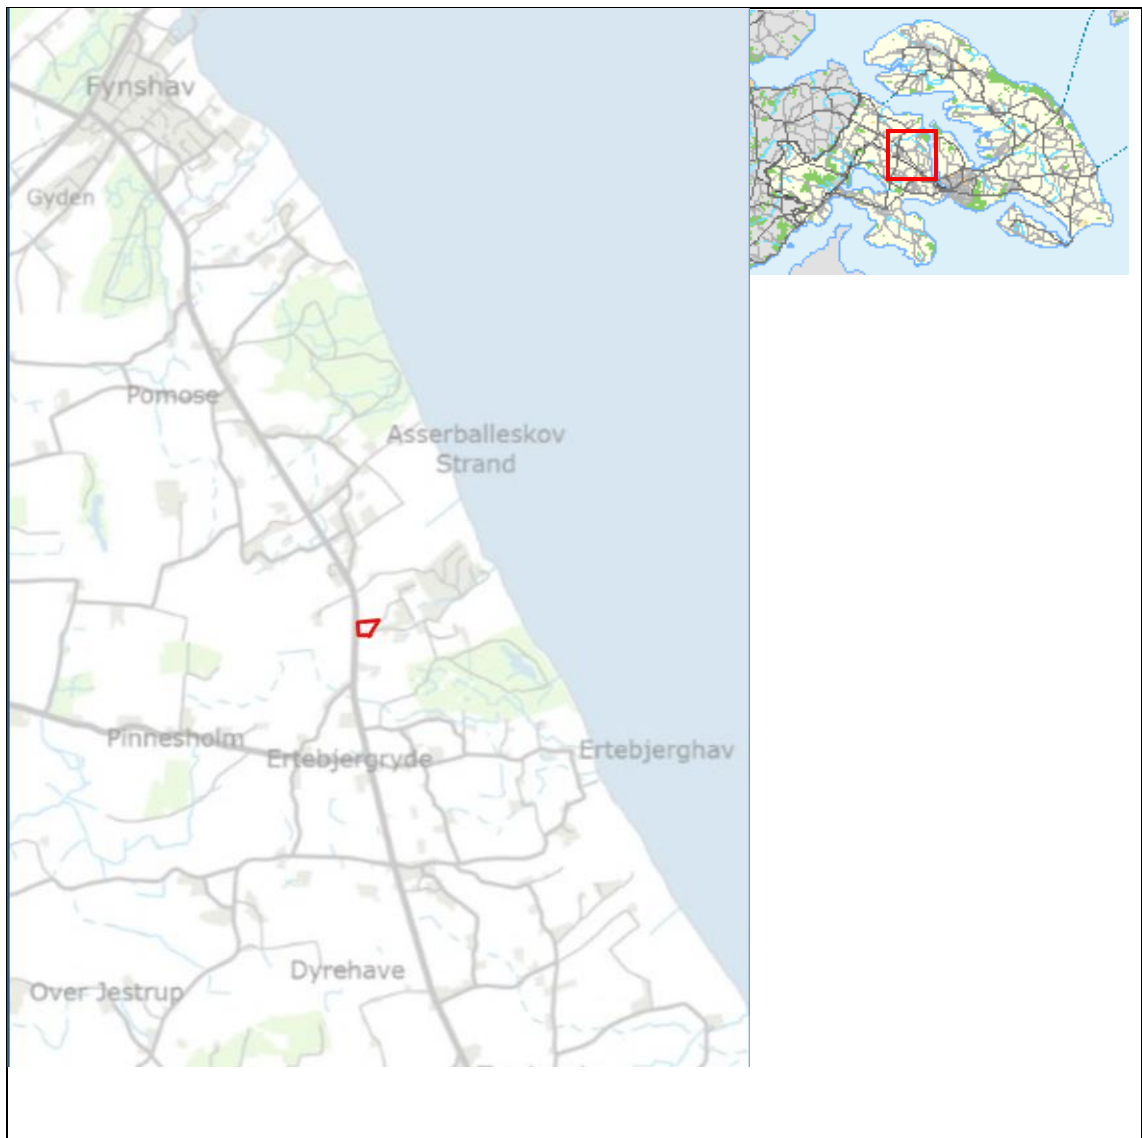 Fynshav
Gyden
Pomose
Asserballeskov
Strand
Pinnesholm
Ertebjergryde
Ertebjerghav
Dyrehave
Over Jestrup